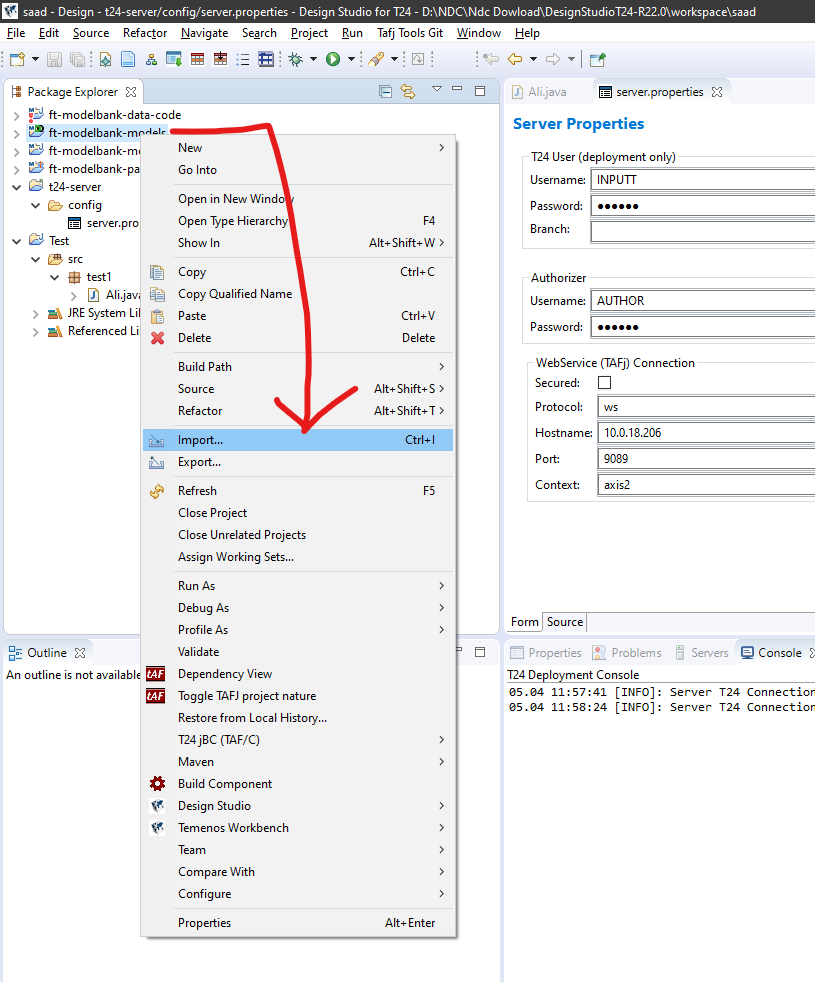 saad - Design - t24-server/config/server.properties - Design Studio for T24 - D:\NDC\Ndc Dowload\DesignStudioT24-R22.0\workspace\saad
File Edit Source Refactor Navigate Search Project Run Tafj Tools Git Window Help
Package Explorer
ft-modelbank-data-code
ft-modelbank-models
ft-modelbank-mo
ft-modelbank-pa
t24-server
config
server.pro
Test
src
test1
Ali.java
JRE System Lib
Referenced Li
New
Go Into
Open in New Window
Open Type Hierarchy F4
Show In Alt+Shift+W
Copy Ctrl+C
Copy Qualified Name
Paste Ctrl+V
Delete Delete
Build Path
Source Alt+Shift+S
Refactor Alt+Shift+T
Import... Ctrl+I
Export...
Refresh F5
Close Project
Close Unrelated Projects
Assign Working Sets...
Run As
Debug As
Profile As
Validate
tAF Dependency View
tAF Toggle TAFJ project nature
Restore from Local History...
T24 jBC (TAF/C)
Maven
Build Component
Design Studio
Temenos Workbench
Team
Compare With
Configure
Properties Alt+Enter
Outline
An outline is not available
Ali.java server.properties
Server Properties
T24 User (deployment only)
Username: INPUTT
Password: ●●●●●●
Branch:
Authorizer
Username: AUTHOR
Password: ●●●●●●
WebService (TAFj) Connection
Secured:
Protocol: ws
Hostname: 10.0.18.206
Port: 9089
Context: axis2
Form Source
Properties Problems Servers Console
T24 Deployment Console
05.04 11:57:41 [INFO]: Server T24 Connection
05.04 11:58:24 [INFO]: Server T24 Connection